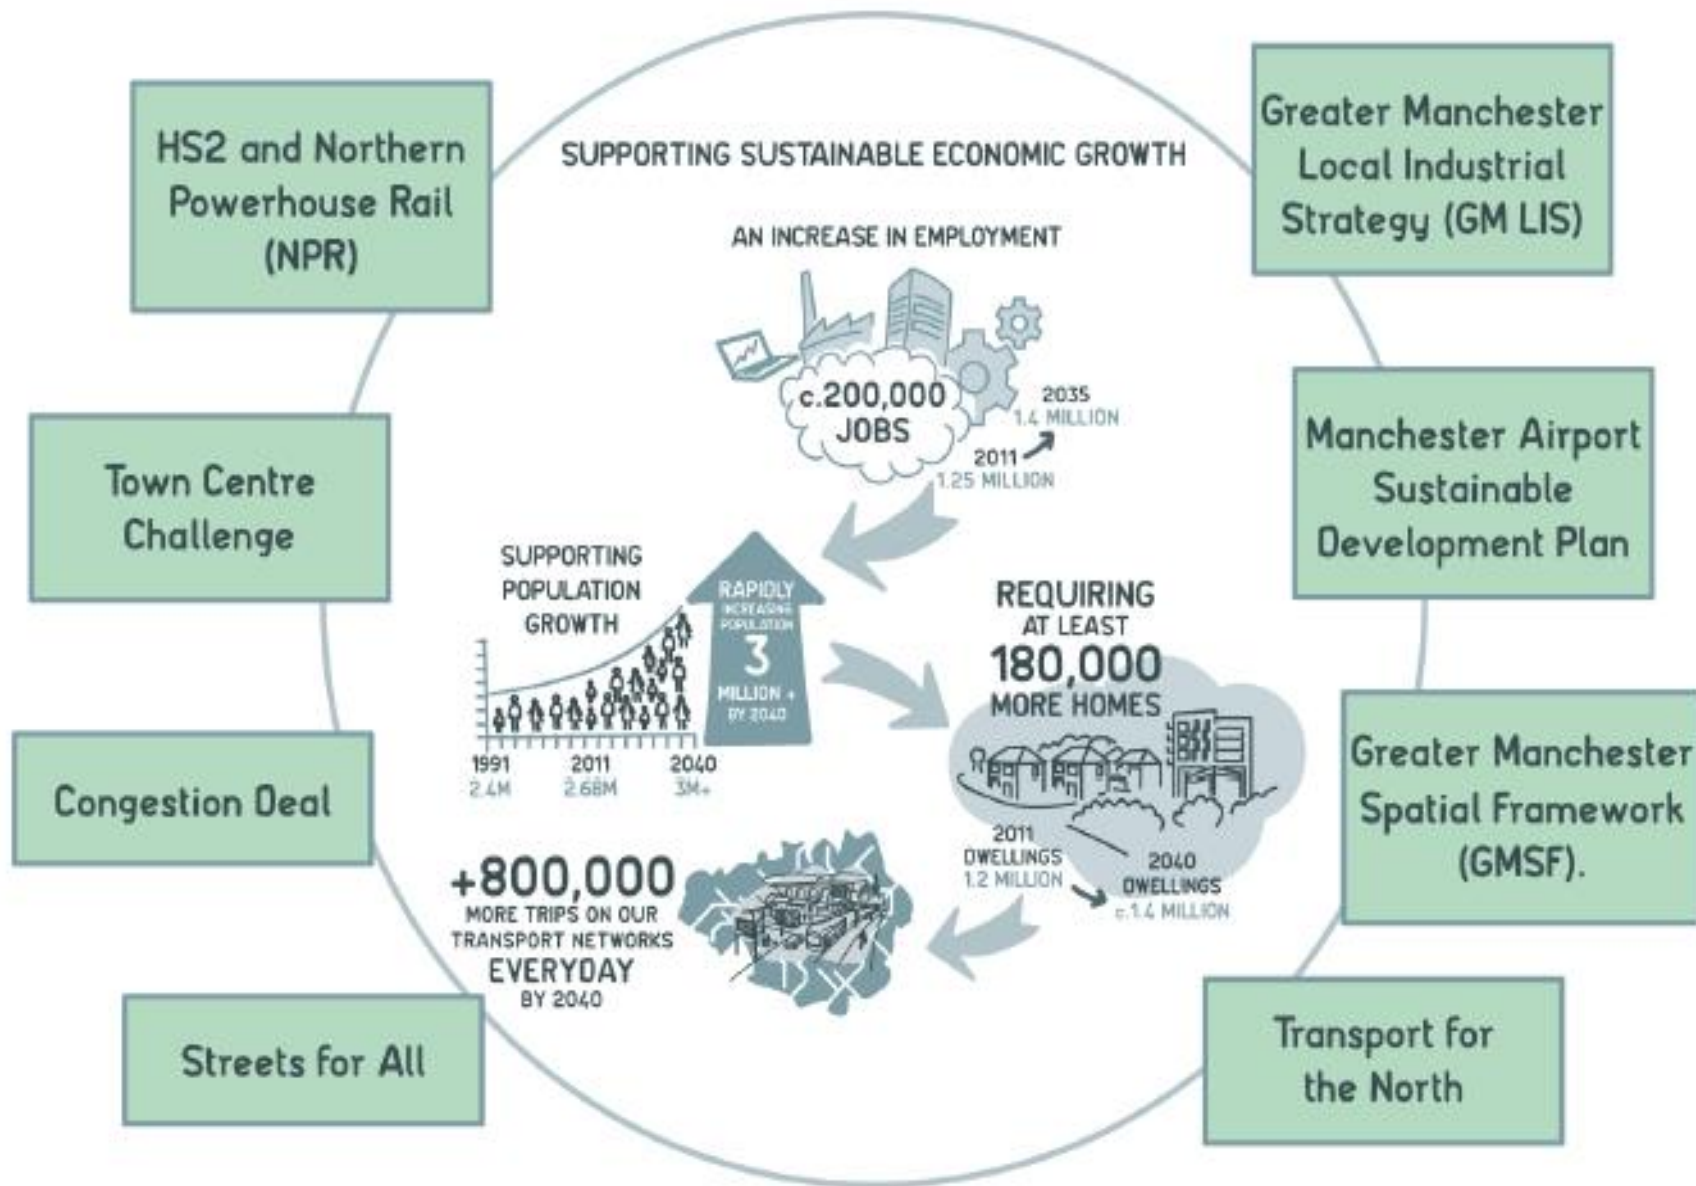 HS2 and Northern
Powerhouse Rail
(NPR)
Town Centre
Challenge
Congestion Deal
Streets for All
SUPPORTING SUSTAINABLE ECONOMIC GROWTH
AN INCREASE IN EMPLOYMENT
c.200,000
JOBS
2035
1.4 MILLION
2011
1.25 MILLION
SUPPORTING
POPULATION
GROWTH
RAPIDLY
INCREASING
POPULATION
3
MILLION +
BY 2040
1991 2011 2040
2.4M 2.68M 3M+
REQUIRING
AT LEAST
180,000
MORE HOMES
2011
DWELLINGS
1.2 MILLION
2040
DWELLINGS
c.1.4 MILLION
+800,000
MORE TRIPS ON OUR
TRANSPORT NETWORKS
EVERYDAY
BY 2040
Greater Manchester
Local Industrial
Strategy (GM LIS)
Manchester Airport
Sustainable
Development Plan
Greater Manchester
Spatial Framework
(GMSF).
Transport for
the North